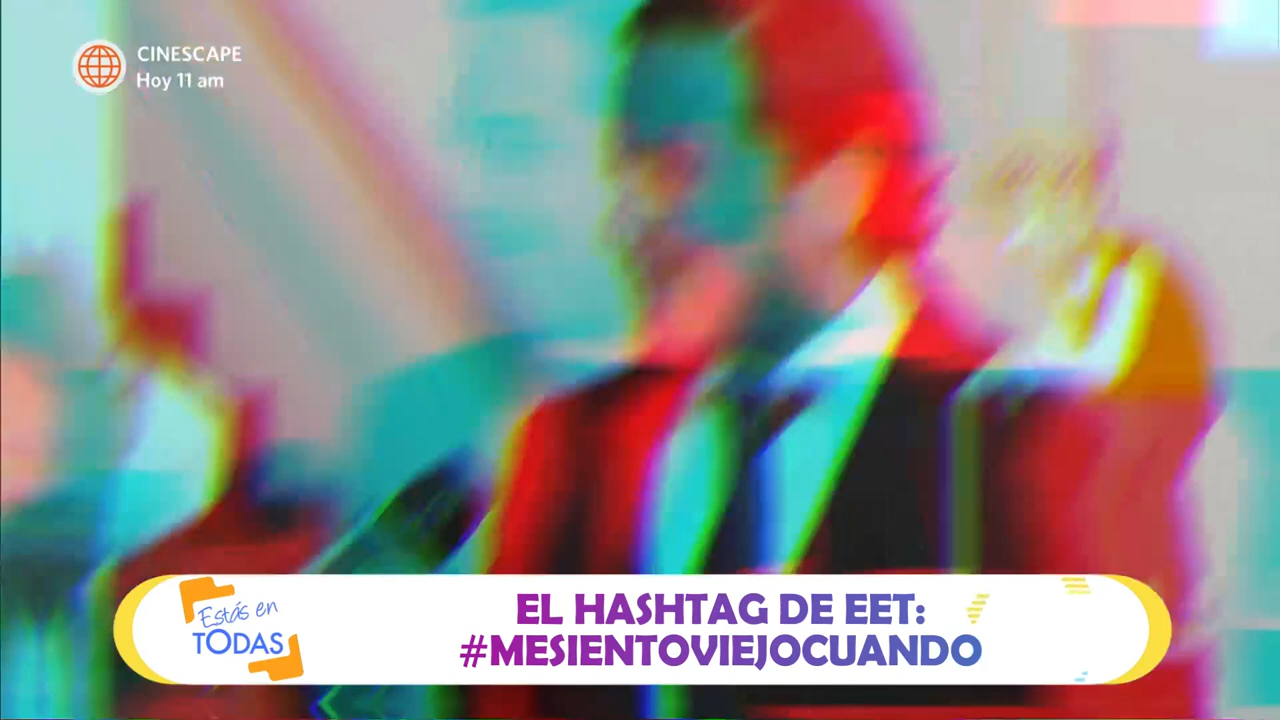 CINESCAPE
Hoy 11 am
Estás en
TODAS
EL HASHTAG DE EET:
#MESIENTOVIEJOCUANDO